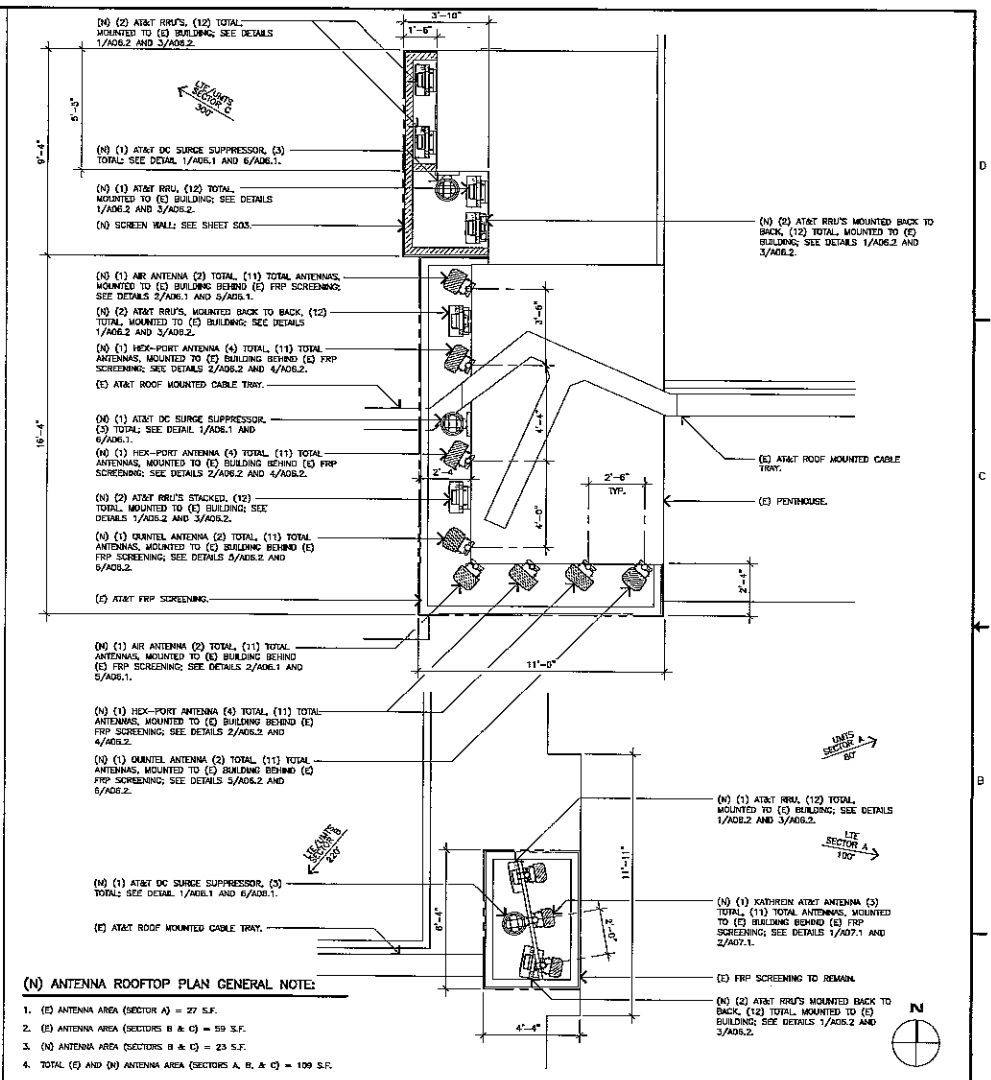 (N) (2) AT&T RRU'S, (12) TOTAL,
MOUNTED TO (E) BUILDING; SEE DETAILS
1/A06.2 AND 3/A06.2.
3'-10"
1'-6"
LTE/UMTS
SECTOR C
300°
5'-5"
9'-4"
(N) (1) AT&T DC SURGE SUPPRESSOR, (3)
TOTAL; SEE DETAIL 1/A06.1 AND 6/A06.1.
(N) (1) AT&T RRU, (12) TOTAL,
MOUNTED TO (E) BUILDING; SEE DETAILS
1/A06.2 AND 3/A06.2.
(N) SCREEN WALL; SEE SHEET S03.
(N) (2) AT&T RRU'S MOUNTED BACK TO
BACK, (12) TOTAL, MOUNTED TO (E)
BUILDING; SEE DETAILS 1/A06.2 AND
3/A06.2.
D
(N) (1) AIR ANTENNA (2) TOTAL, (11) TOTAL ANTENNAS,
MOUNTED TO (E) BUILDING BEHIND (E) FRP SCREENING;
SEE DETAILS 2/A06.1 AND 5/A06.1.
(N) (2) AT&T RRU'S, MOUNTED BACK TO BACK, (12)
TOTAL, MOUNTED TO (E) BUILDING; SEE DETAILS
1/A06.2 AND 3/A06.2.
(N) (1) HEX-PORT ANTENNA (4) TOTAL, (11) TOTAL
ANTENNAS, MOUNTED TO (E) BUILDING BEHIND (E) FRP
SCREENING; SEE DETAILS 2/A06.2 AND 4/A06.2.
(E) AT&T ROOF MOUNTED CABLE TRAY.
(N) (1) AT&T DC SURGE SUPPRESSOR,
(3) TOTAL; SEE DETAIL 1/A06.1 AND
6/A06.1.
(N) (1) HEX-PORT ANTENNA (4) TOTAL, (11) TOTAL
ANTENNAS, MOUNTED TO (E) BUILDING BEHIND (E) FRP
SCREENING; SEE DETAILS 2/A06.2 AND 4/A06.2.
(N) (2) AT&T RRU'S STACKED, (12)
TOTAL, MOUNTED TO (E) BUILDING; SEE
DETAILS 1/A06.2 AND 3/A06.2.
(N) (1) QUINTEL ANTENNA (2) TOTAL, (11) TOTAL
ANTENNAS, MOUNTED TO (E) BUILDING BEHIND (E)
FRP SCREENING; SEE DETAILS 5/A06.2 AND
6/A06.2.
(E) AT&T FRP SCREENING.
16'-4"
3'-6"
4'-4"
4'-0"
2'-4"
2'-6"
TYP.
2'-4"
11'-0"
(E) AT&T ROOF MOUNTED CABLE
TRAY.
(E) PENTHOUSE.
C
(N) (1) AIR ANTENNA (2) TOTAL, (11) TOTAL
ANTENNAS, MOUNTED TO (E) BUILDING BEHIND
(E) FRP SCREENING; SEE DETAILS 2/A06.1 AND
5/A06.1.
(N) (1) HEX-PORT ANTENNA (4) TOTAL, (11) TOTAL
ANTENNAS, MOUNTED TO (E) BUILDING BEHIND (E)
FRP SCREENING; SEE DETAILS 2/A06.2 AND
4/A06.2.
(N) (1) QUINTEL ANTENNA (2) TOTAL, (11) TOTAL
ANTENNAS, MOUNTED TO (E) BUILDING BEHIND (E)
FRP SCREENING; SEE DETAILS 5/A06.2 AND
6/A06.2.
UMTS
SECTOR A
80°
B
(N) (1) AT&T RRU, (12) TOTAL,
MOUNTED TO (E) BUILDING; SEE DETAILS
1/A06.2 AND 3/A06.2.
LTE
SECTOR A
100°
LTE/UMTS
SECTOR B
220°
(N) (1) AT&T DC SURGE SUPPRESSOR, (3)
TOTAL; SEE DETAIL 1/A06.1 AND 6/A06.1.
(E) AT&T ROOF MOUNTED CABLE TRAY.
6'-4"
2'-0"
11'-11"
4'-4"
(N) (1) KATHREIN AT&T ANTENNA (3)
TOTAL, (11) TOTAL ANTENNAS, MOUNTED
TO (E) BUILDING BEHIND (E) FRP
SCREENING; SEE DETAILS 1/A07.1 AND
2/A07.1.
(E) FRP SCREENING TO REMAIN.
(N) (2) AT&T RRU'S MOUNTED BACK TO
BACK, (12) TOTAL, MOUNTED TO (E)
BUILDING; SEE DETAILS 1/A06.2 AND
3/A06.2.
N
(N) ANTENNA ROOFTOP PLAN GENERAL NOTE:
1. (E) ANTENNA AREA (SECTOR A) = 27 S.F.
2. (E) ANTENNA AREA (SECTORS B & C) = 59 S.F.
3. (N) ANTENNA AREA (SECTORS B & C) = 23 S.F.
4. TOTAL (E) AND (N) ANTENNA AREA (SECTORS A, B, & C) = 109 S.F.